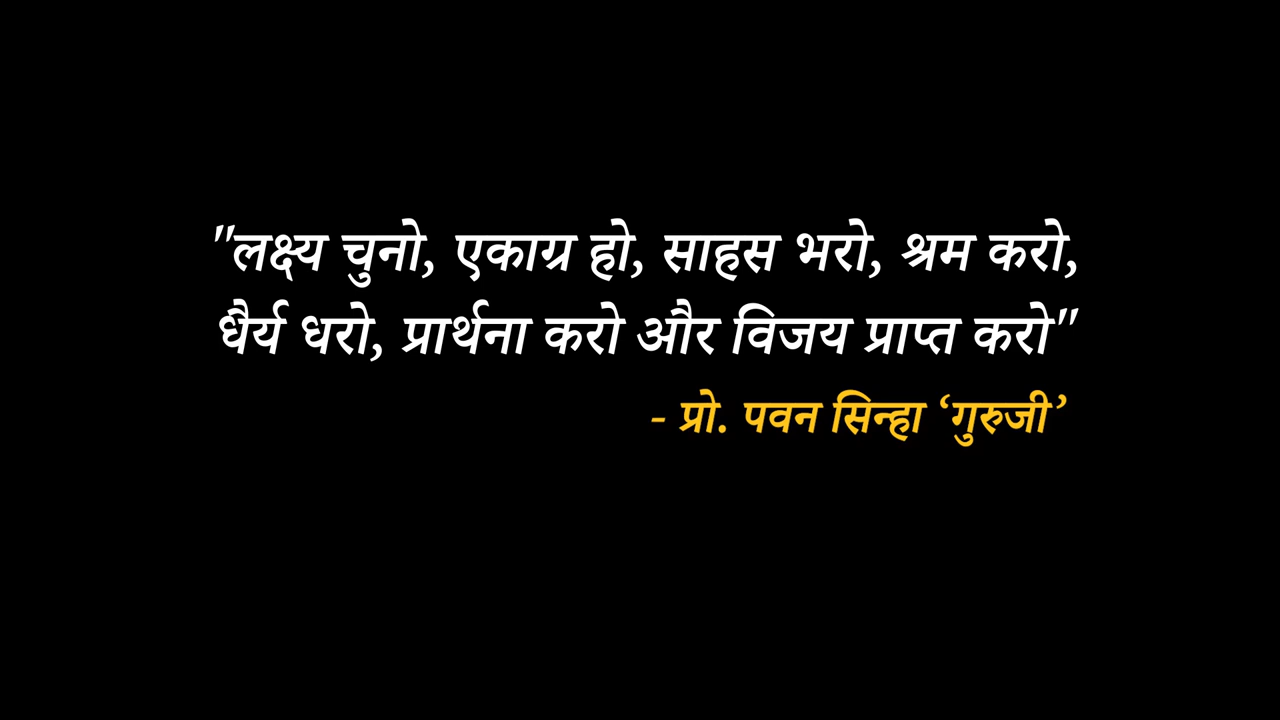 "लक्ष्य चुनो, एकाग्र हो, साहस भरो, श्रम करो,
धैर्य धरो, प्रार्थना करो और विजय प्राप्त करो"
- प्रो. पवन सिन्हा ‘गुरुजी’